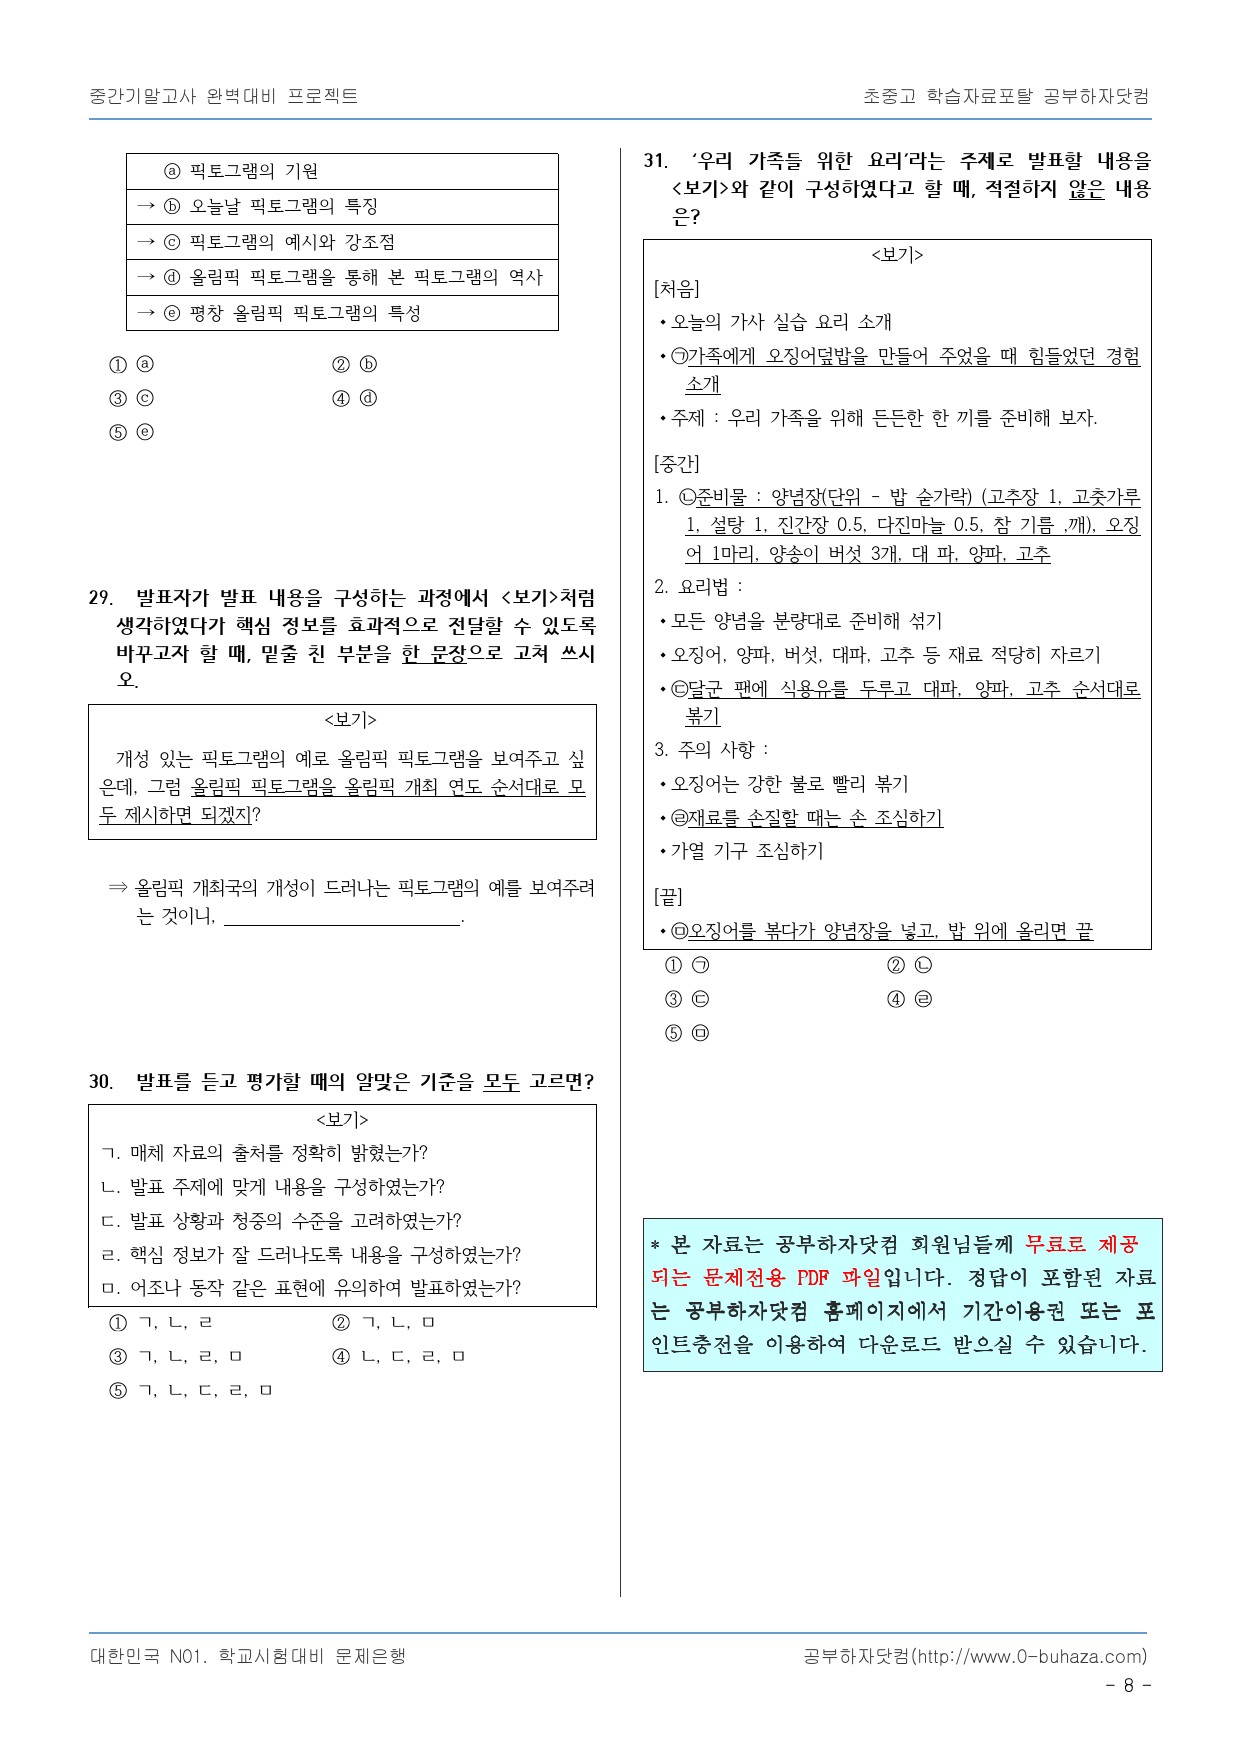 중간기말고사 완벽대비 프로젝트
초중고 학습자료포탈 공부하자닷컴
ⓐ 픽토그램의 기원
→ ⓑ 오늘날 픽토그램의 특징
→ ⓒ 픽토그램의 예시와 강조점
→ ⓓ 올림픽 픽토그램을 통해 본 픽토그램의 역사
→ ⓔ 평창 올림픽 픽토그램의 특성
① ⓐ ② ⓑ
③ ⓒ ④ ⓓ
⑤ ⓔ
29. 발표자가 발표 내용을 구성하는 과정에서 <보기>처럼
생각하였다가 핵심 정보를 효과적으로 전달할 수 있도록
바꾸고자 할 때, 밑줄 친 부분을 한 문장으로 고쳐 쓰시
오.
<보기>
개성 있는 픽토그램의 예로 올림픽 픽토그램을 보여주고 싶
은데, 그럼 올림픽 픽토그램을 올림픽 개최 연도 순서대로 모
두 제시하면 되겠지?
⇒ 올림픽 개최국의 개성이 드러나는 픽토그램의 예를 보여주려
는 것이니, .
30. 발표를 듣고 평가할 때의 알맞은 기준을 모두 고르면?
<보기>
ㄱ. 매체 자료의 출처를 정확히 밝혔는가?
ㄴ. 발표 주제에 맞게 내용을 구성하였는가?
ㄷ. 발표 상황과 청중의 수준을 고려하였는가?
ㄹ. 핵심 정보가 잘 드러나도록 내용을 구성하였는가?
ㅁ. 어조나 동작 같은 표현에 유의하여 발표하였는가?
① ㄱ, ㄴ, ㄹ ② ㄱ, ㄴ, ㅁ
③ ㄱ, ㄴ, ㄹ, ㅁ ④ ㄴ, ㄷ, ㄹ, ㅁ
⑤ ㄱ, ㄴ, ㄷ, ㄹ, ㅁ
31. ‘우리 가족들 위한 요리’라는 주제로 발표할 내용을
<보기>와 같이 구성하였다고 할 때, 적절하지 않은 내용
은?
<보기>
[처음]
•오늘의 가사 실습 요리 소개
•㉠가족에게 오징어덮밥을 만들어 주었을 때 힘들었던 경험
소개
•주제 : 우리 가족을 위해 든든한 한 끼를 준비해 보자.
[중간]
1. ㉡준비물 : 양념장(단위 - 밥 숟가락) (고추장 1, 고춧가루
1, 설탕 1, 진간장 0.5, 다진마늘 0.5, 참 기름 ,깨), 오징
어 1마리, 양송이 버섯 3개, 대 파, 양파, 고추
2. 요리법 :
•모든 양념을 분량대로 준비해 섞기
•오징어, 양파, 버섯, 대파, 고추 등 재료 적당히 자르기
•㉢달군 팬에 식용유를 두루고 대파, 양파, 고추 순서대로
볶기
3. 주의 사항 :
•오징어는 강한 불로 빨리 볶기
•㉣재료를 손질할 때는 손 조심하기
•가열 기구 조심하기
[끝]
•㉤오징어를 볶다가 양념장을 넣고, 밥 위에 올리면 끝
① ㉠ ② ㉡
③ ㉢ ④ ㉣
⑤ ㉤
* 본 자료는 공부하자닷컴 회원님들께 무료로 제공
되는 문제전용 PDF 파일입니다. 정답이 포함된 자료
는 공부하자닷컴 홈페이지에서 기간이용권 또는 포
인트충전을 이용하여 다운로드 받으실 수 있습니다.
대한민국 N01. 학교시험대비 문제은행
공부하자닷컴(http://www.0-buhaza.com)
- 8 -